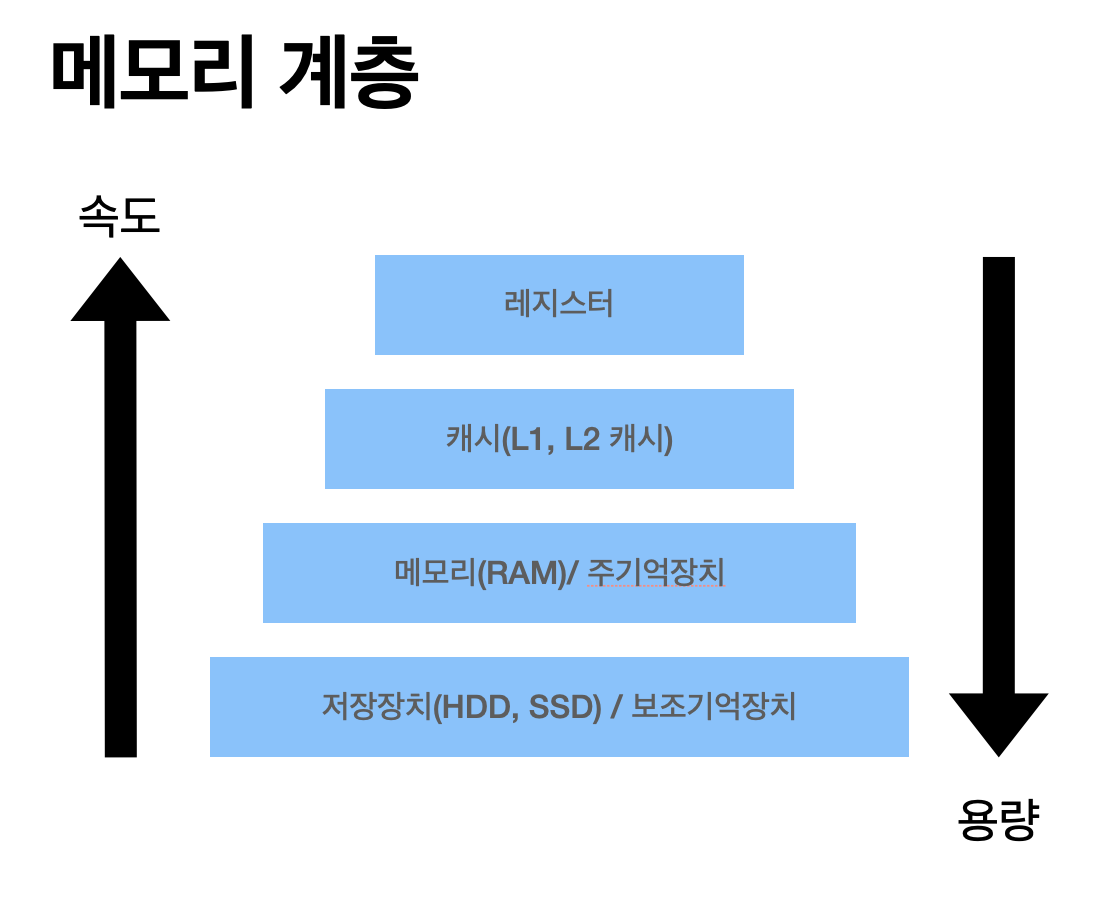 메모리 계층
속도
레지스터
캐시(L1, L2 캐시)
메모리(RAM)/ 주기억장치
저장장치(HDD, SSD) / 보조기억장치
용량